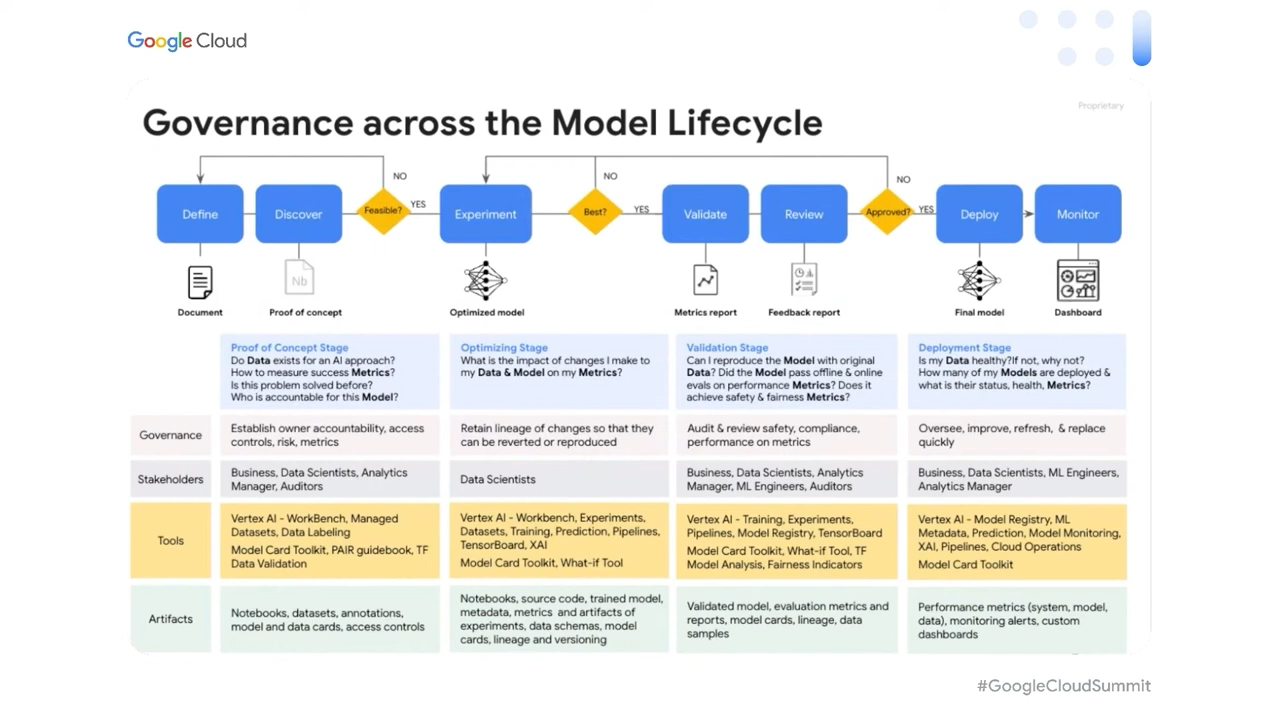 Google Cloud
Proprietary
Governance across the Model Lifecycle
NO
NO
NO
Define
Discover
Feasible?
YES
Experiment
Best?
YES
Validate
Review
Approved?
YES
Deploy
Monitor
Nb
Document
Proof of concept
Optimized model
Metrics report
Feedback report
Final model
Dashboard
Proof of Concept Stage
Do Data exists for an AI approach?
How to measure success Metrics?
Is this problem solved before?
Who is accountable for this Model?
Optimizing Stage
What is the impact of changes I make to
my Data & Model on my Metrics?
Validation Stage
Can I reproduce the Model with original
Data? Did the Model pass offline & online
evals on performance Metrics? Does it
achieve safety & fairness Metrics?
Deployment Stage
Is my Data healthy?If not, why not?
How many of my Models are deployed &
what is their status, health, Metrics?
Governance
Establish owner accountability, access
controls, risk, metrics
Retain lineage of changes so that they
can be reverted or reproduced
Audit & review safety, compliance,
performance on metrics
Oversee, improve, refresh, & replace
quickly
Stakeholders
Business, Data Scientists, Analytics
Manager, Auditors
Data Scientists
Business, Data Scientists, Analytics
Manager, ML Engineers, Auditors
Business, Data Scientists, ML Engineers,
Analytics Manager
Tools
Vertex AI - WorkBench, Managed
Datasets, Data Labeling
Model Card Toolkit, PAIR guidebook, TF
Data Validation
Vertex AI - Workbench, Experiments,
Datasets, Training, Prediction, Pipelines,
TensorBoard, XAI
Model Card Toolkit, What-if Tool
Vertex AI - Training, Experiments,
Pipelines, Model Registry, TensorBoard
Model Card Toolkit, What-if Tool, TF
Model Analysis, Fairness Indicators
Vertex AI - Model Registry, ML
Metadata, Prediction, Model Monitoring,
XAI, Pipelines, Cloud Operations
Model Card Toolkit
Artifacts
Notebooks, datasets, annotations,
model and data cards, access controls
Notebooks, source code, trained model,
metadata, metrics and artifacts of
experiments, data schemas, model
cards, lineage and versioning
Validated model, evaluation metrics and
reports, model cards, lineage, data
samples
Performance metrics (system, model,
data), monitoring alerts, custom
dashboards
#GoogleCloudSummit